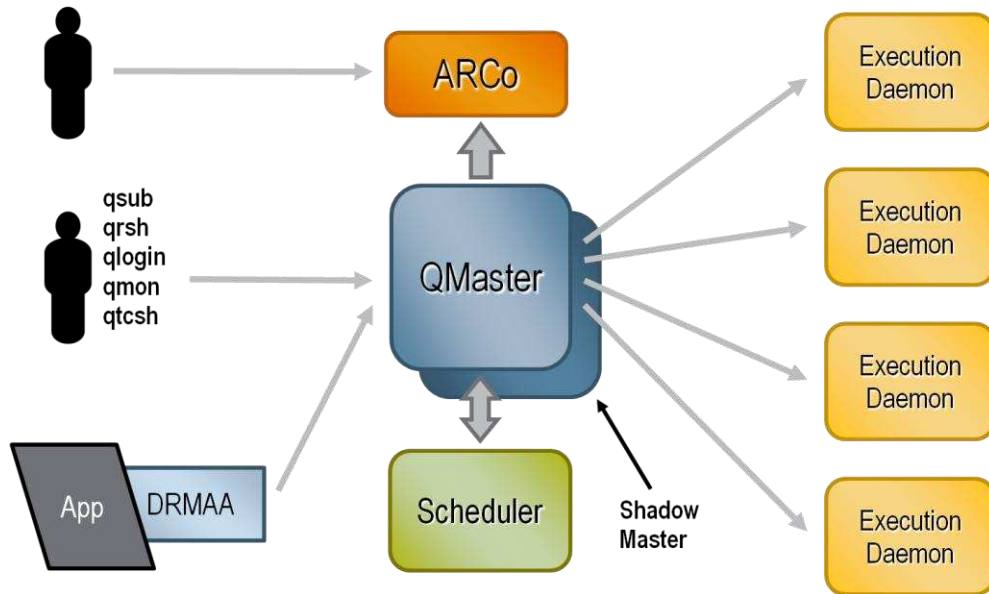 ARCo
Execution
Daemon
qsub
qrsh
qlogin
qmon
qtcsh
QMaster
Execution
Daemon
Execution
Daemon
App
DRMAA
Scheduler
Shadow
Master
Execution
Daemon